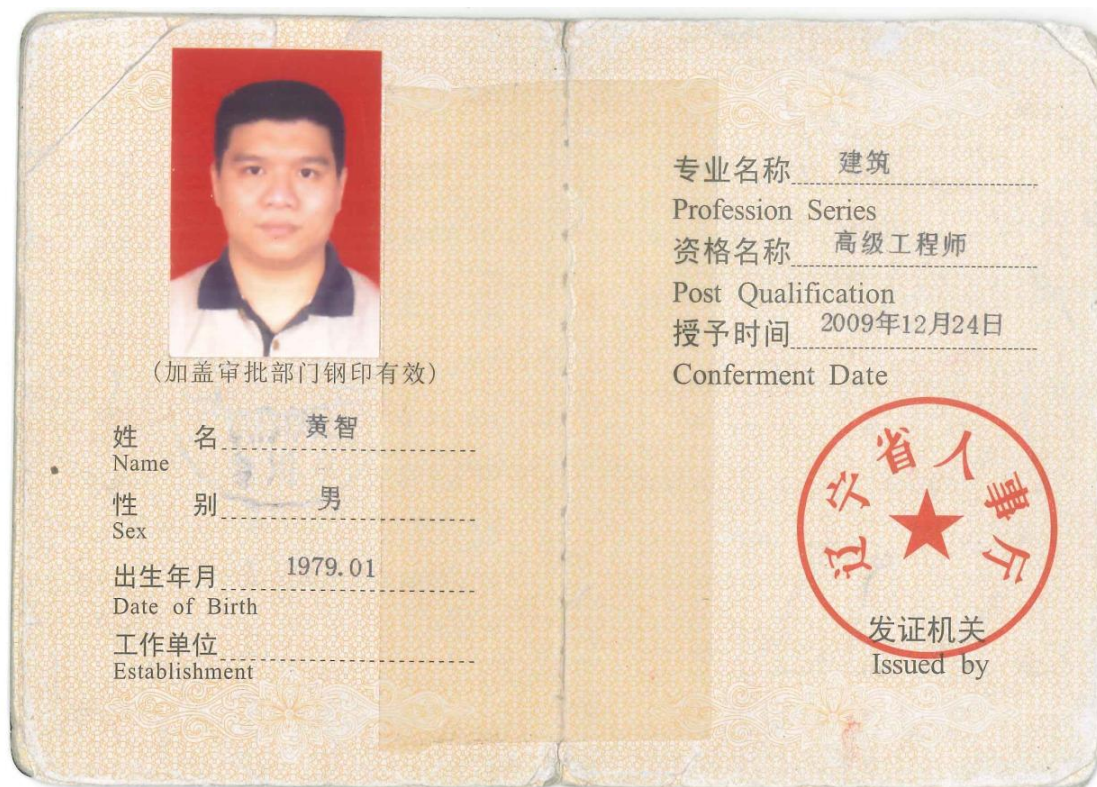 (加盖审批部门钢印有效)
姓 名 黄智
Name
性 别 男
Sex
出生年月 1979.01
Date of Birth
工作单位
Establishment
专业名称 建筑
Profession Series
资格名称 高级工程师
Post Qualification
授予时间 2009年12月24日
Conferment Date
辽宁省人事厅
发证机关
Issued by